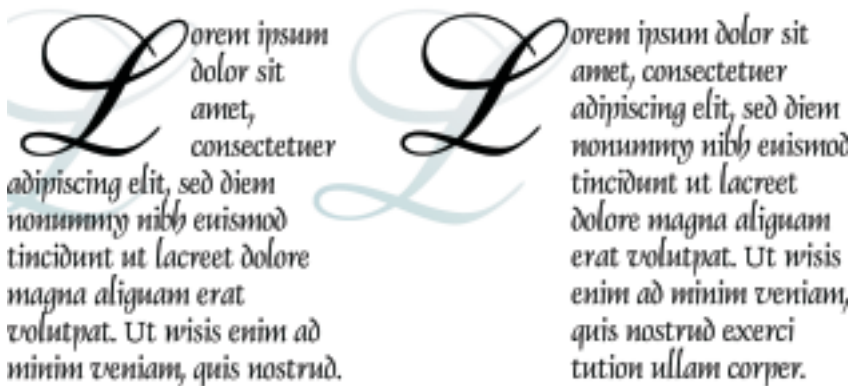 Lorem ipsum
dolor sit
amet,
consectetuer
adipiscing elit, sed diem
nonummy nibh euismod
tincidunt ut lacreet dolore
magna aliguam erat
volutpat. Ut wisis enim ad
minim veniam, quis nostrud.
Lorem ipsum dolor sit
amet, consectetuer
adipiscing elit, sed diem
nonummy nibh euismod
tincidunt ut lacreet
dolore magna aliguam
erat volutpat. Ut wisis
enim ad minim veniam,
quis nostrud exerci
tution ullam corper.